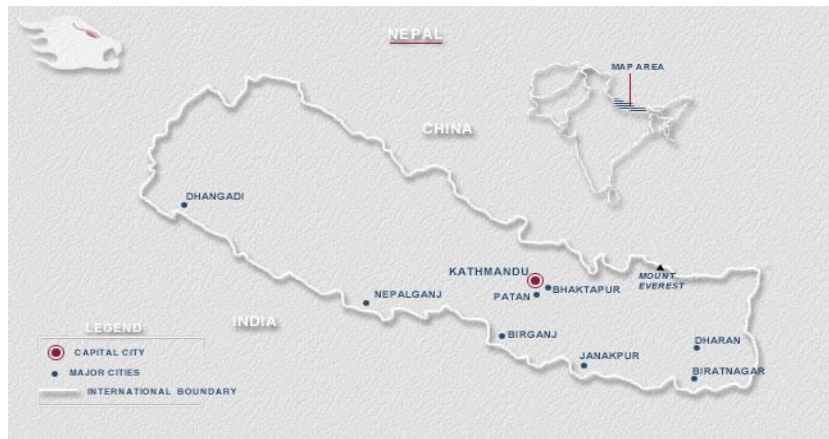 NEPAL
MAP AREA
CHINA
DHANGADI
KATHMANDU
MOUNT
EVEREST
BHAKTAPUR
PATAN
NEPALGANJ
INDIA
BIRGANJ
DHARAN
JANAKPUR
BIRATNAGAR
LEGEND
CAPITAL CITY
MAJOR CITIES
INTERNATIONAL BOUNDARY